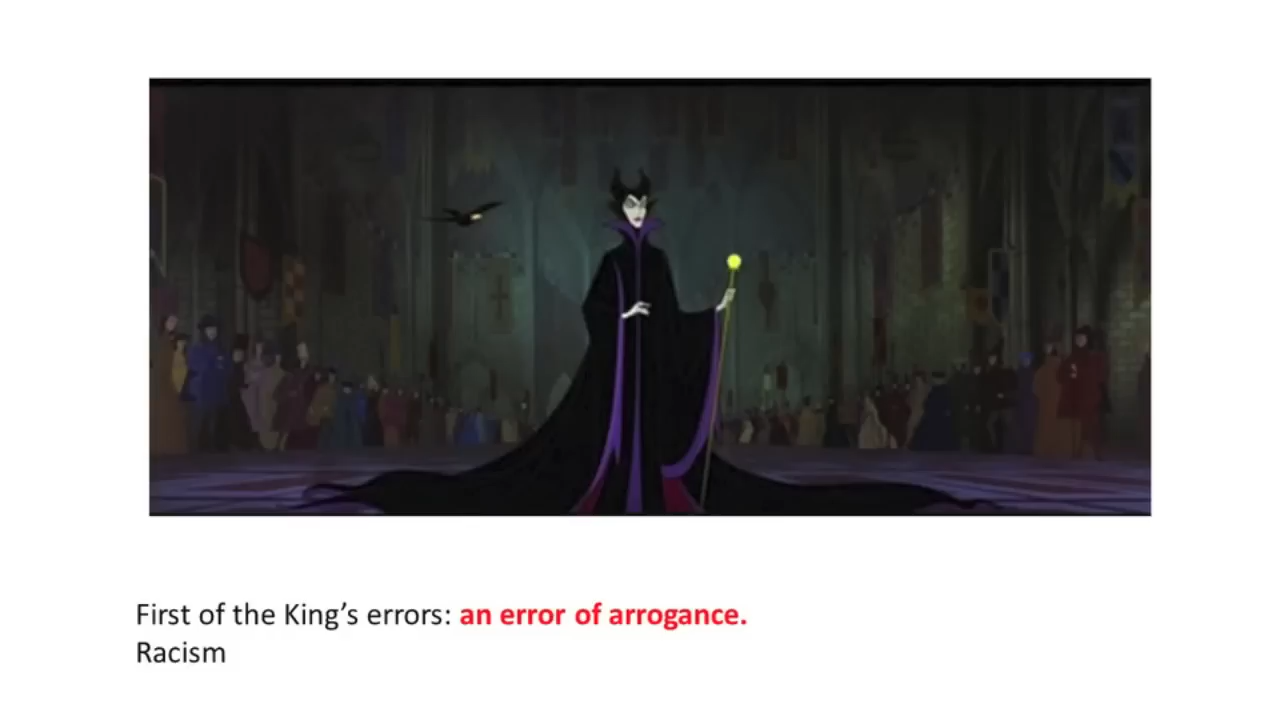 First of the King’s errors: an error of arrogance.
Racism